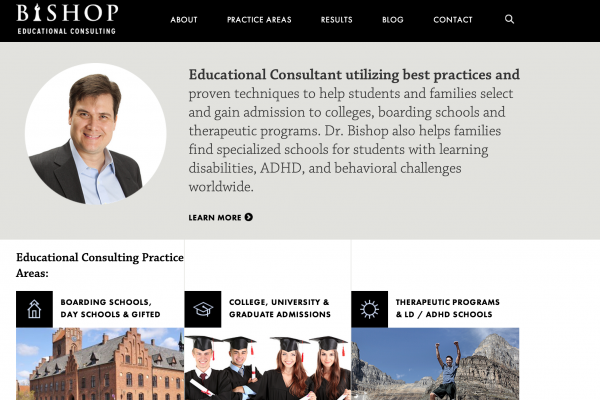 BISHOP
EDUCATIONAL CONSULTING
ABOUT PRACTICE AREAS RESULTS BLOG CONTACT
Educational Consultant utilizing best practices and
proven techniques to help students and families select
and gain admission to colleges, boarding schools and
therapeutic programs. Dr. Bishop also helps families
find specialized schools for students with learning
disabilities, ADHD, and behavioral challenges
worldwide.
LEARN MORE
Educational Consulting Practice
Areas:
BOARDING SCHOOLS,
DAY SCHOOLS & GIFTED
COLLEGE, UNIVERSITY &
GRADUATE ADMISSIONS
THERAPEUTIC PROGRAMS
& LD / ADHD SCHOOLS